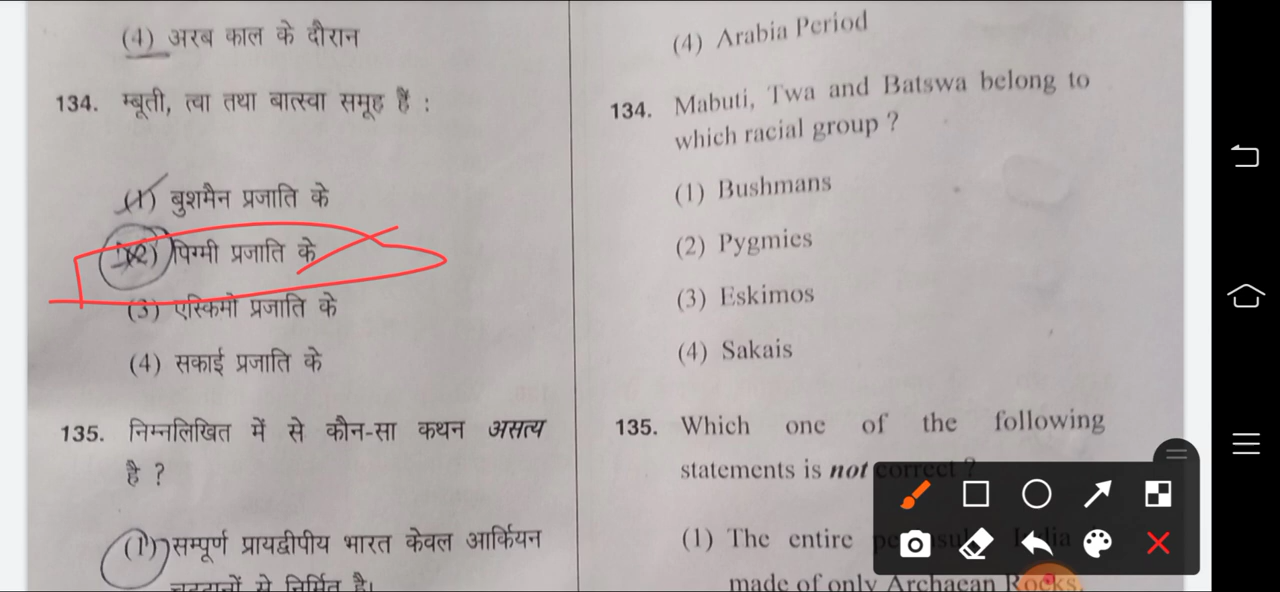 (4) अरब काल के दौरान
134. म्बूती, त्वा तथा बात्स्वा समूह हैं :
(1) बुशमैन प्रजाति के
(2) पिग्मी प्रजाति के
(3) एस्किमो प्रजाति के
(4) सकाई प्रजाति के
135. निम्नलिखित में से कौन-सा कथन असत्य
है ?
(1) सम्पूर्ण प्रायद्वीपीय भारत केवल आर्कियन
चट्टानों से निर्मित है।
(4) Arabia Period
134. Mabuti, Twa and Batswa belong to
which racial group ?
(1) Bushmans
(2) Pygmies
(3) Eskimos
(4) Sakais
135. Which one of the following
statements is not correct ?
(1) The entire
made of only Archaean Rocks.